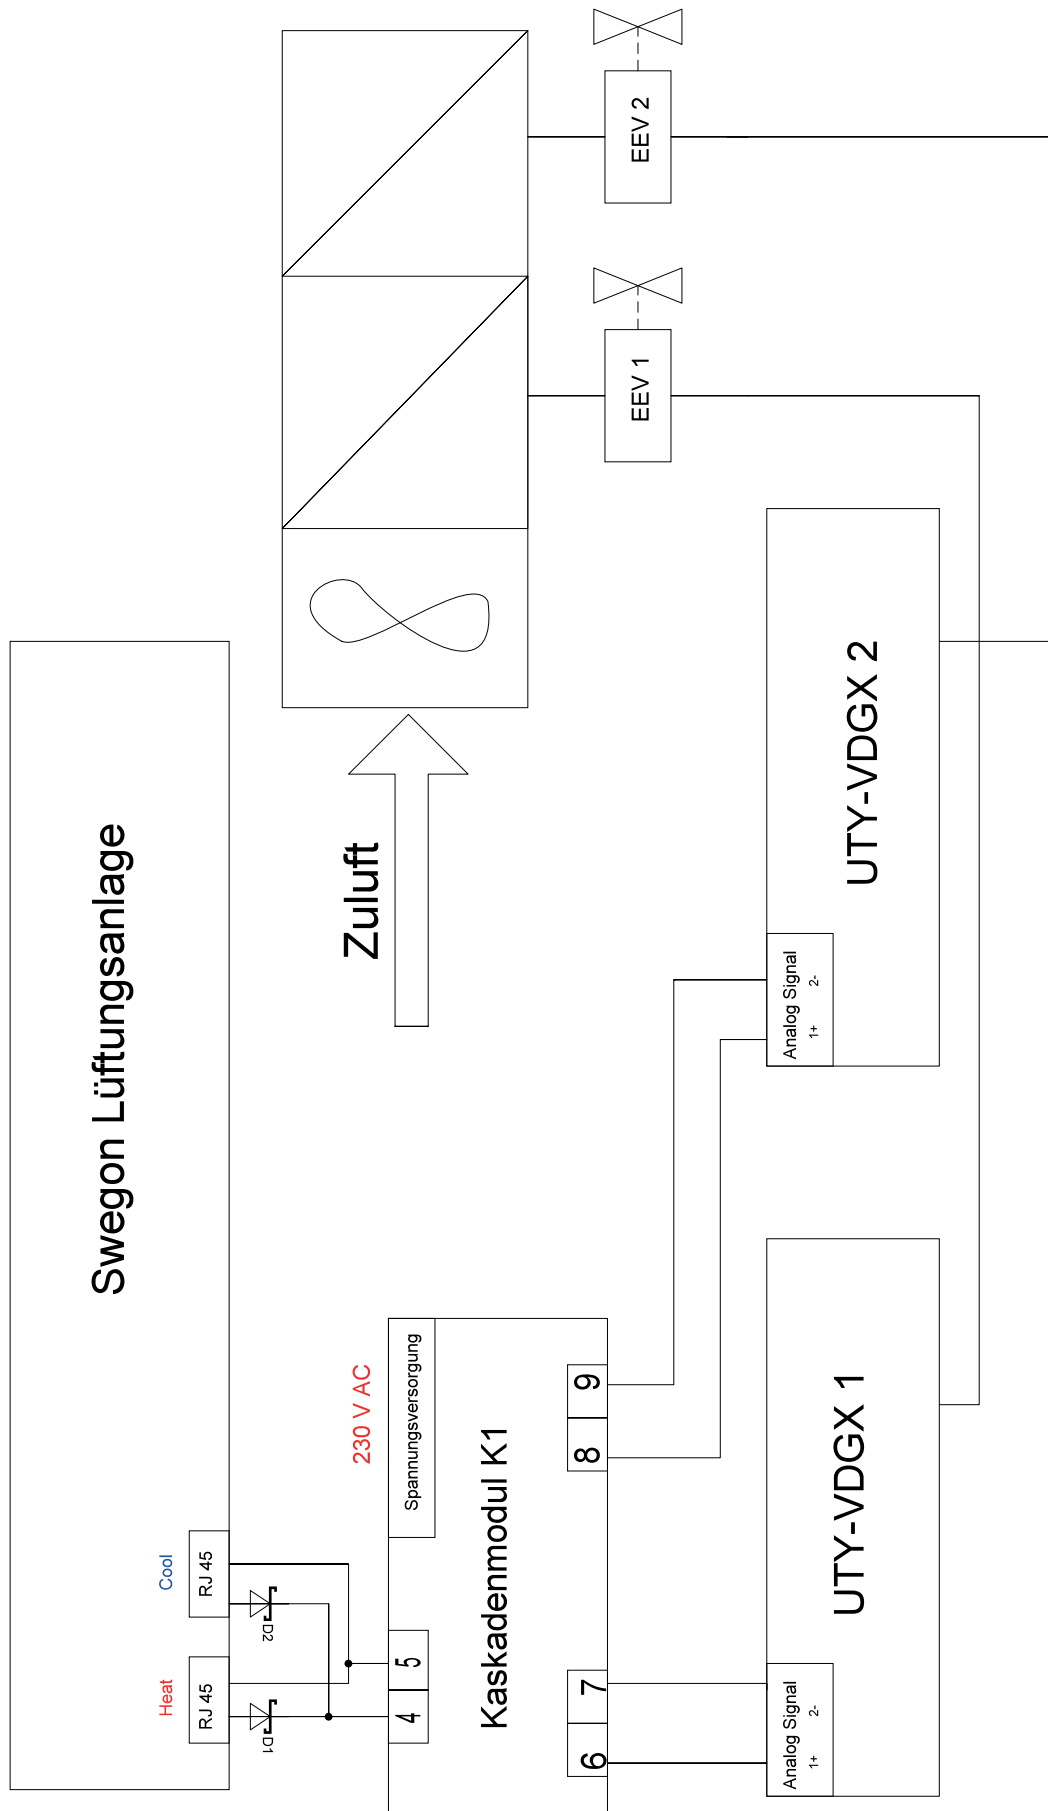 Swegon Lüftungsanlage
Heat
Cool
RJ 45
RJ 45
D1
D2
Zuluft
230 V AC
Spannungsversorgung
4
5
Kaskadenmodul K1
6
7
8
9
EEV 1
EEV 2
Analog Signal
1+ 2-
UTY-VDGX 1
Analog Signal
1+ 2-
UTY-VDGX 2